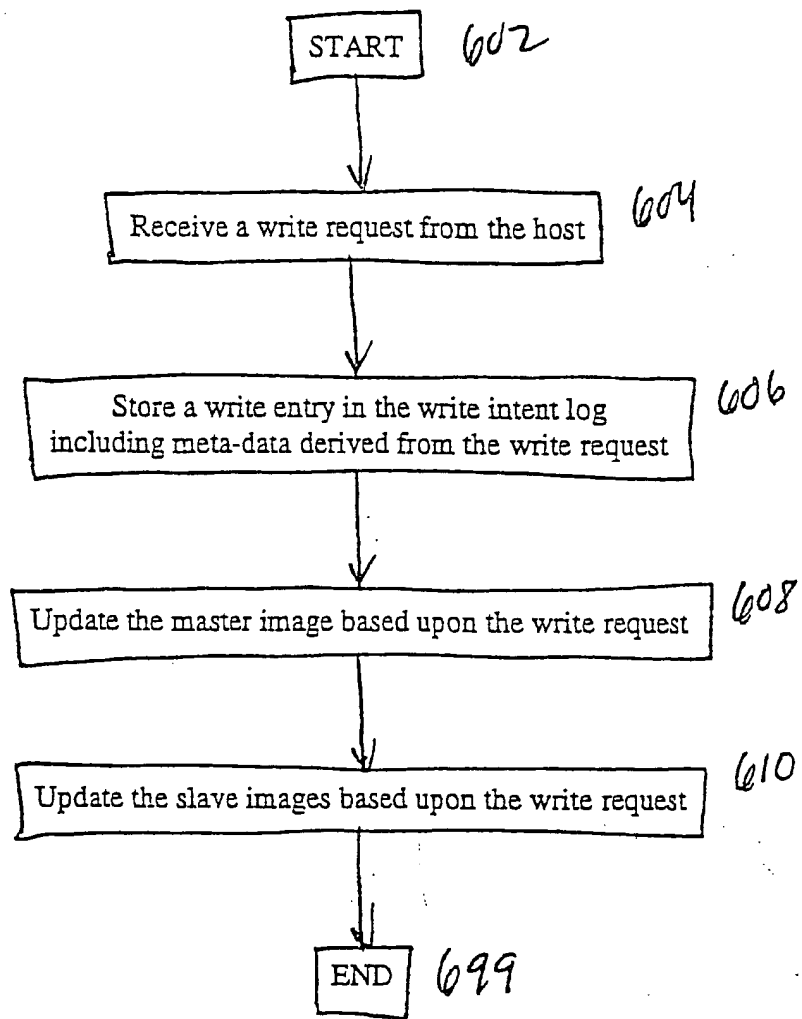 START 602
Receive a write request from the host 604
Store a write entry in the write intent log 606
including meta-data derived from the write request
Update the master image based upon the write request 608
Update the slave images based upon the write request 610
END 699